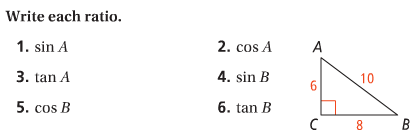 Write each ratio.
1. sin A
2. cos A
3. tan A
4. sin B
5. cos B
6. tan B
A
6
10
C
8
B